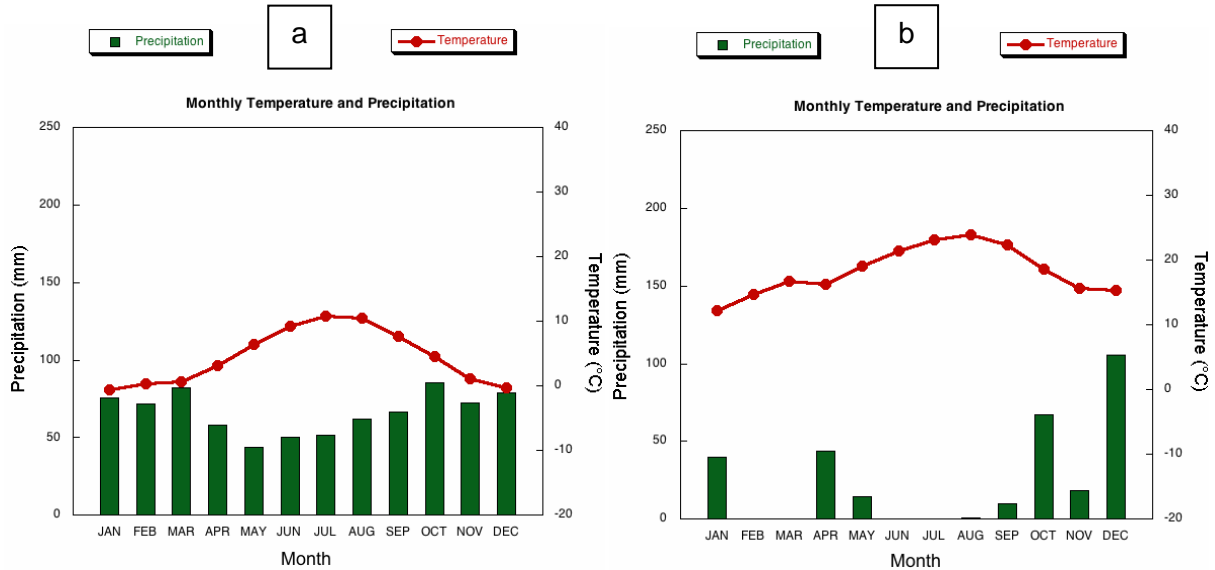 Precipitation
a
Temperature
Monthly Temperature and Precipitation
250
200
150
100
50
0
Precipitation (mm)
40
30
20
10
0
-10
-20
Temperature (°C)
JAN FEB MAR APR MAY JUN JUL AUG SEP OCT NOV DEC
Month
Precipitation
b
Temperature
Monthly Temperature and Precipitation
250
200
150
100
50
0
Precipitation (mm)
40
30
20
10
0
-10
-20
Temperature (°C)
JAN FEB MAR APR MAY JUN JUL AUG SEP OCT NOV DEC
Month